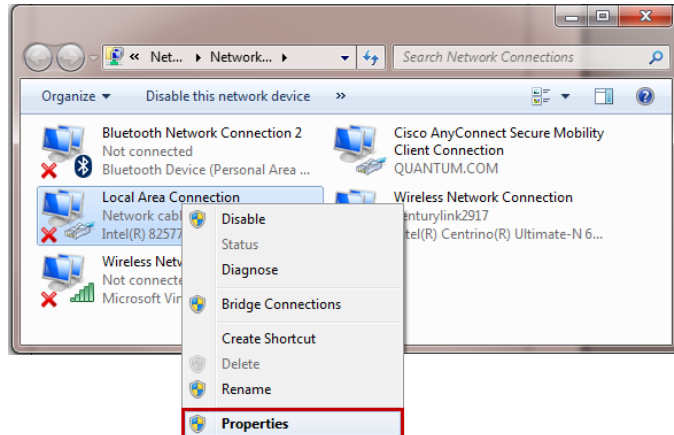 « Net... Network...
Search Network Connections
Organize Disable this network device »
Bluetooth Network Connection 2
Not connected
Bluetooth Device (Personal Area ...
Cisco AnyConnect Secure Mobility
Client Connection
QUANTUM.COM
Local Area Connection
Network cabl
Intel(R) 82577
Wireless Network Connection
enturylink2917
tel(R) Centrino(R) Ultimate-N 6...
Wireless Netw
Not connecte
Microsoft Vir
Disable
Status
Diagnose
Bridge Connections
Create Shortcut
Delete
Rename
Properties